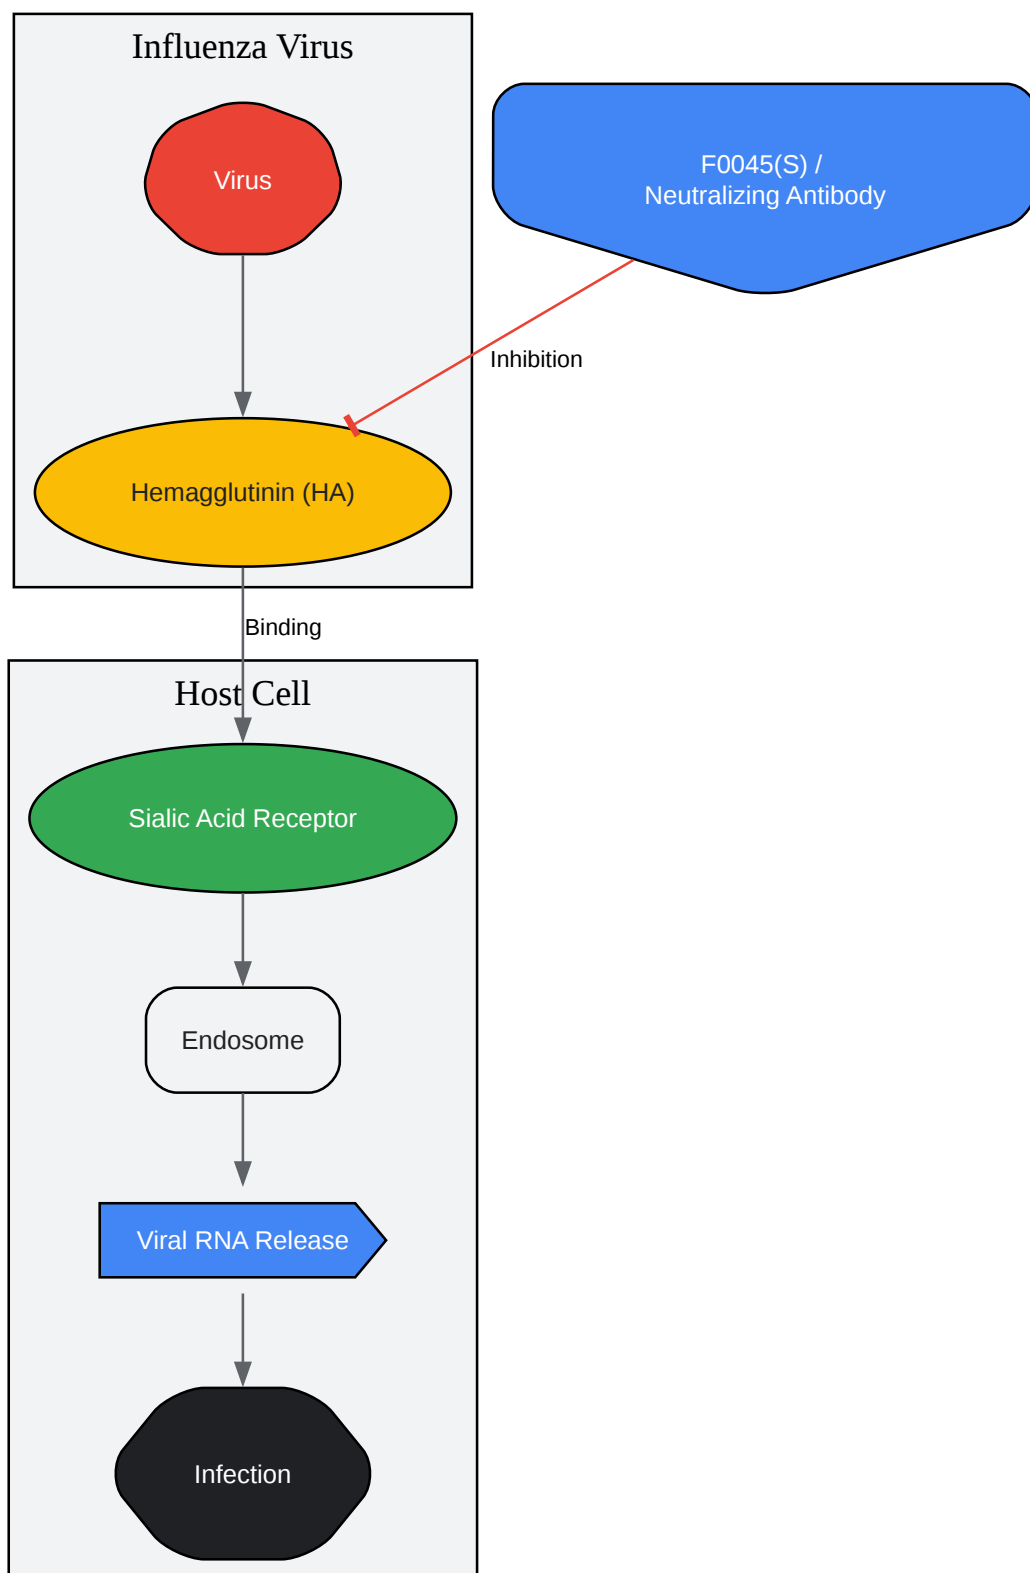 Influenza Virus
Virus
F0045(S) /
Neutralizing Antibody
Inhibition
Hemagglutinin (HA)
Binding
Host Cell
Sialic Acid Receptor
Endosome
Viral RNA Release
Infection